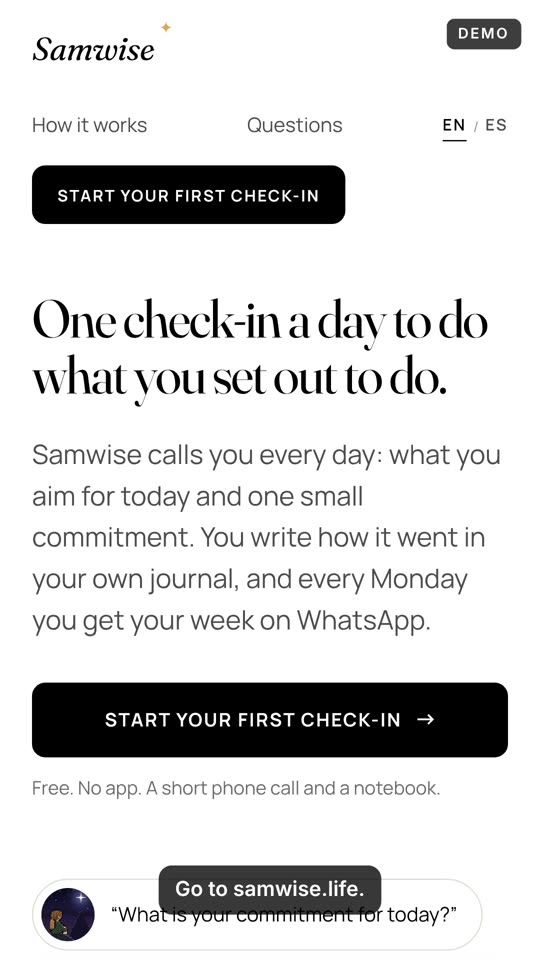 Samwise
DEMO
How it works
Questions
EN / ES
START YOUR FIRST CHECK-IN
One check-in a day to do
what you set out to do.
Samwise calls you every day: what you
aim for today and one small
commitment. You write how it went in
your own journal, and every Monday
you get your week on WhatsApp.
START YOUR FIRST CHECK-IN →
Free. No app. A short phone call and a notebook.
Go to samwise.life.
“What is your commitment for today?”